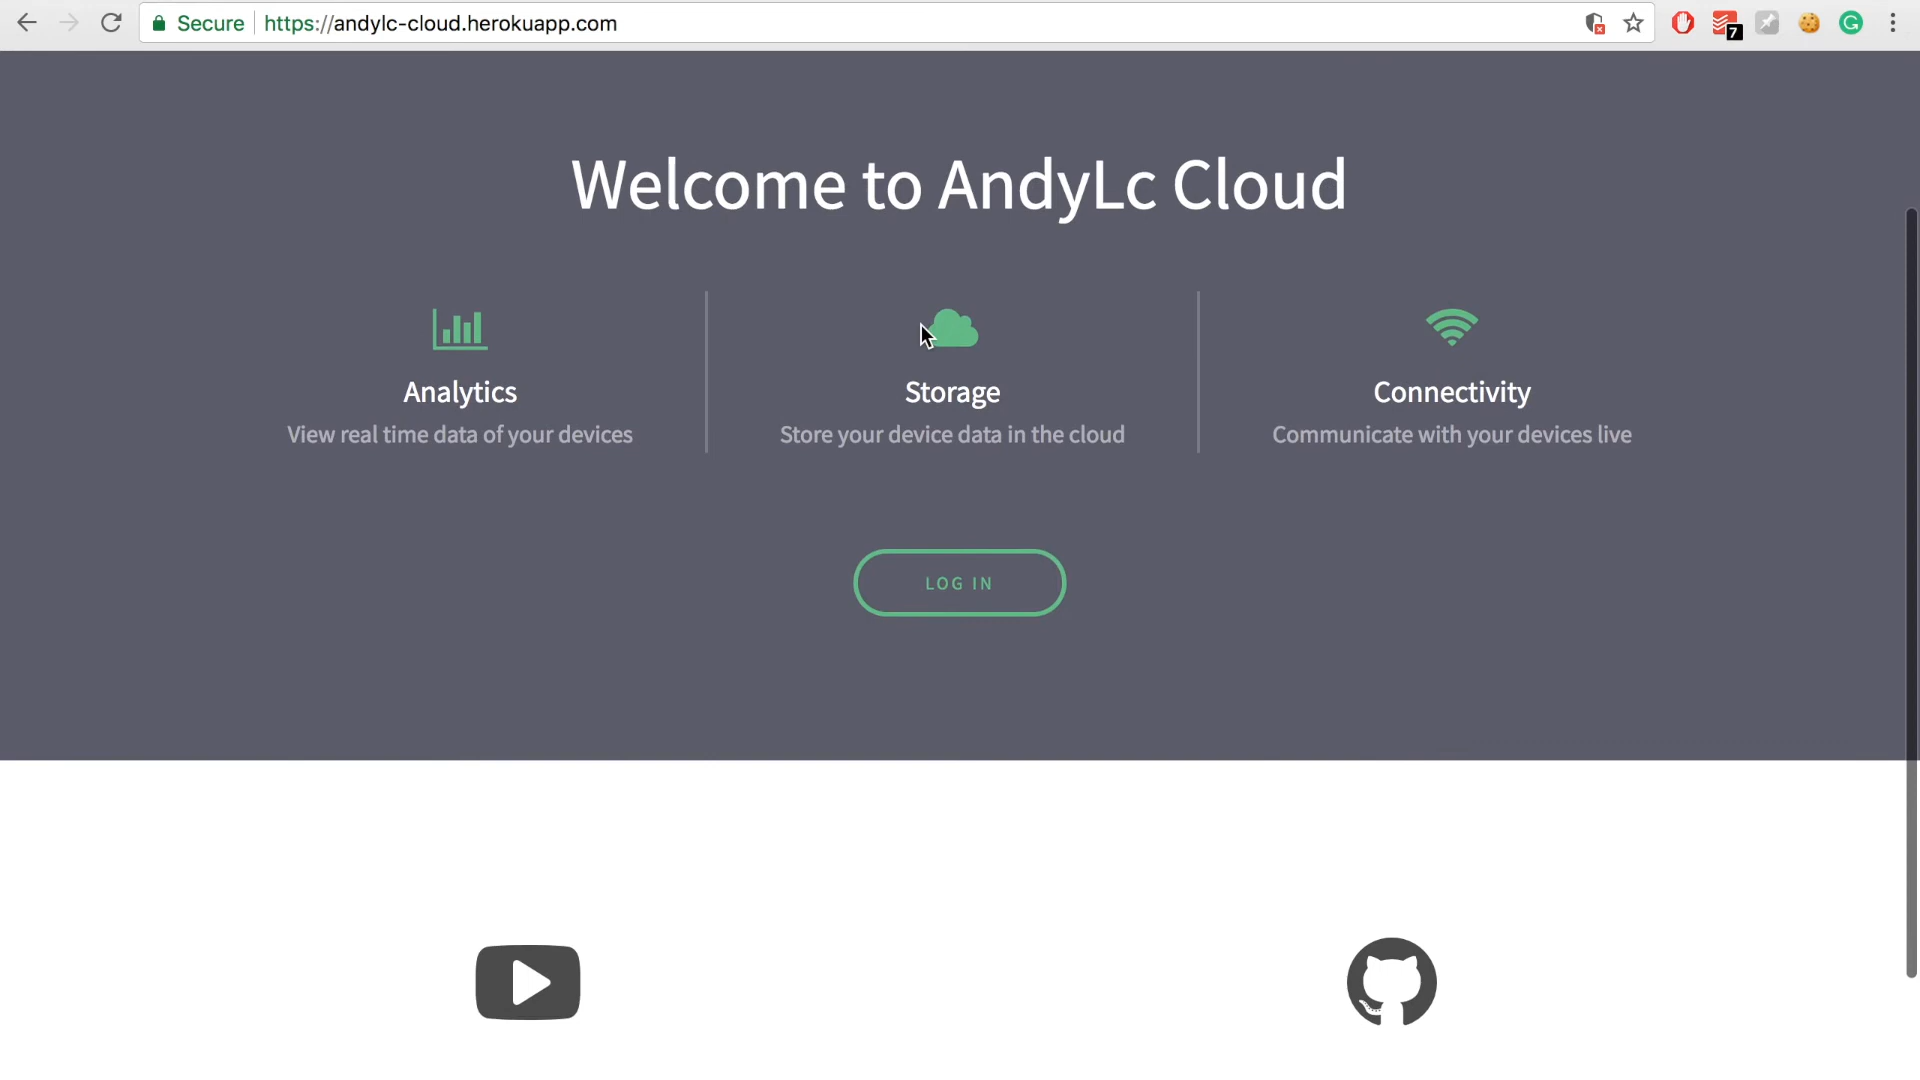 Secure https://andylc-cloud.herokuapp.com
7
G
Welcome to AndyLc Cloud
Analytics
View real time data of your devices
Storage
Store your device data in the cloud
Connectivity
Communicate with your devices live
LOG IN